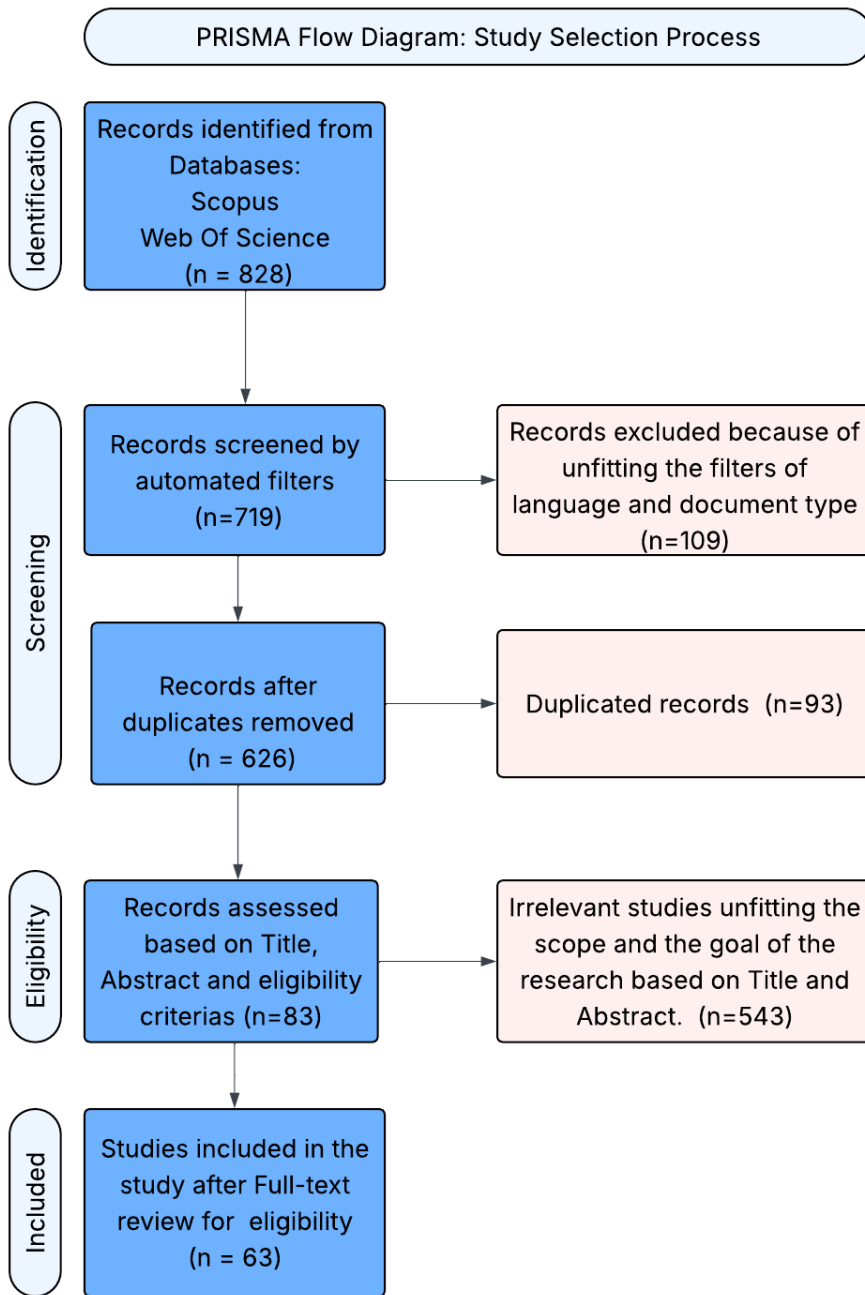 PRISMA Flow Diagram: Study Selection Process
Identification
Records identified from
Databases:
Scopus
Web Of Science
(n = 828)
Screening
Records screened by
automated filters
(n=719)
Records excluded because of
unfitting the filters of
language and document type
(n=109)
Records after
duplicates removed
(n = 626)
Duplicated records (n=93)
Eligibility
Records assessed
based on Title,
Abstract and eligibility
criterias (n=83)
Irrelevant studies unfitting the
scope and the goal of the
research based on Title and
Abstract. (n=543)
Included
Studies included in the
study after Full-text
review for eligibility
(n = 63)